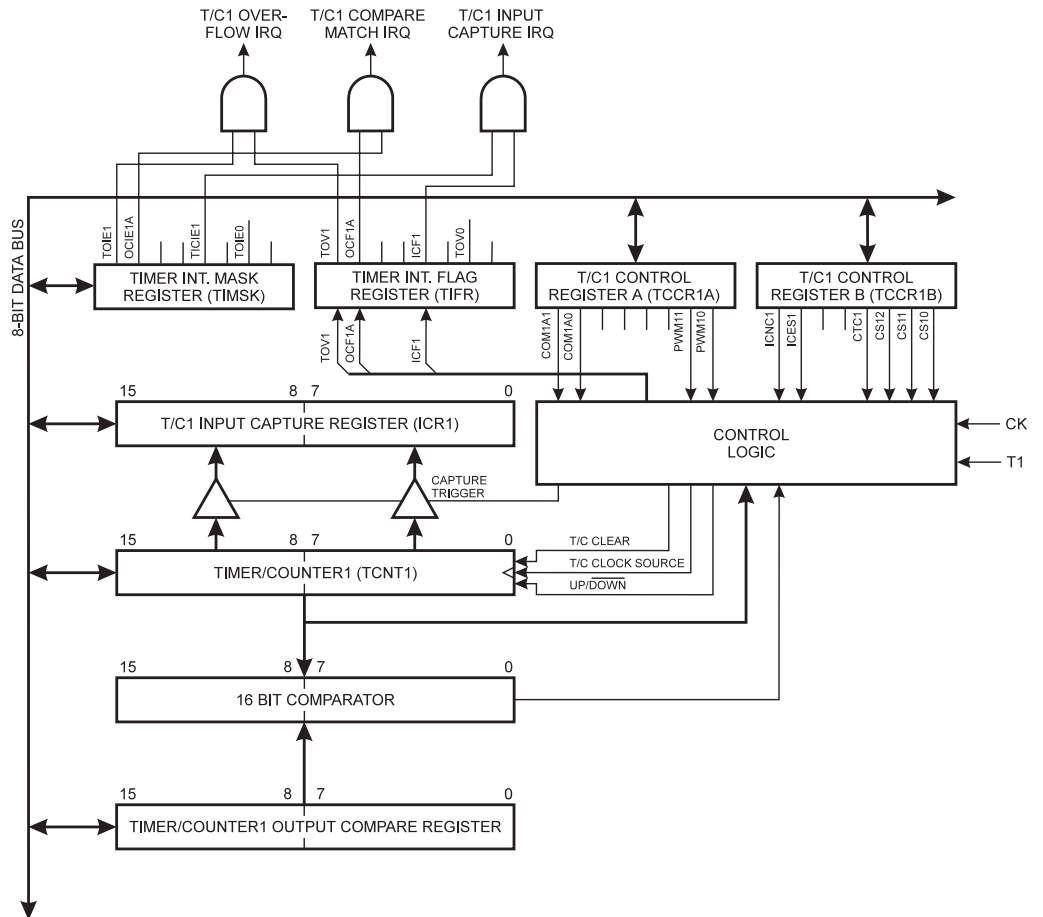 T/C1 OVER-
FLOW IRQ
T/C1 COMPARE
MATCH IRQ
T/C1 INPUT
CAPTURE IRQ
8-BIT DATA BUS
TOIE1
OCIE1A
TICIE1
TOIE0
TOV1
OCF1A
ICF1
TOV0
TIMER INT. MASK
REGISTER (TIMSK)
TIMER INT. FLAG
REGISTER (TIFR)
T/C1 CONTROL
REGISTER A (TCCR1A)
T/C1 CONTROL
REGISTER B (TCCR1B)
TOV1
OCF1A
ICF1
COM1A1
COM1A0
PWM11
PWM10
ICNC1
ICES1
CTC1
CS12
CS11
CS10
15 8 7 0
T/C1 INPUT CAPTURE REGISTER (ICR1)
CONTROL
LOGIC
CK
T1
CAPTURE
TRIGGER
15 8 7 0
TIMER/COUNTER1 (TCNT1)
T/C CLEAR
T/C CLOCK SOURCE
UP/DOWN
15 8 7 0
16 BIT COMPARATOR
15 8 7 0
TIMER/COUNTER1 OUTPUT COMPARE REGISTER